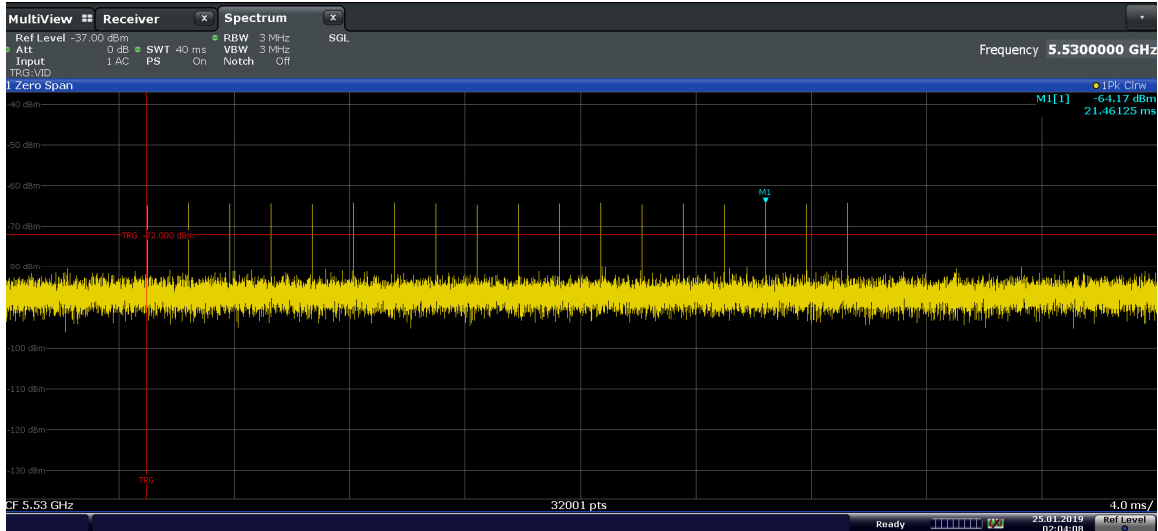 MultiView Receiver X Spectrum X
Ref Level -37.00 dBm RBW 3 MHz SGL
Att 0 dB SWT 40 ms VBW 3 MHz
Input 1 AC PS On Notch Off
Frequency 5.5300000 GHz
TRG:VID
1 Zero Span 1Pk Clrw
-40 dBm M1[1] -64.17 dBm
21.46125 ms
-50 dBm
-60 dBm
M1
-70 dBm
TRG -72.000 dBm
-80 dBm
-100 dBm
-110 dBm
-120 dBm
-130 dBm
TRG
CF 5.53 GHz 32001 pts 4.0 ms/
Ready 25.01.2019 Ref Level
02:04:08